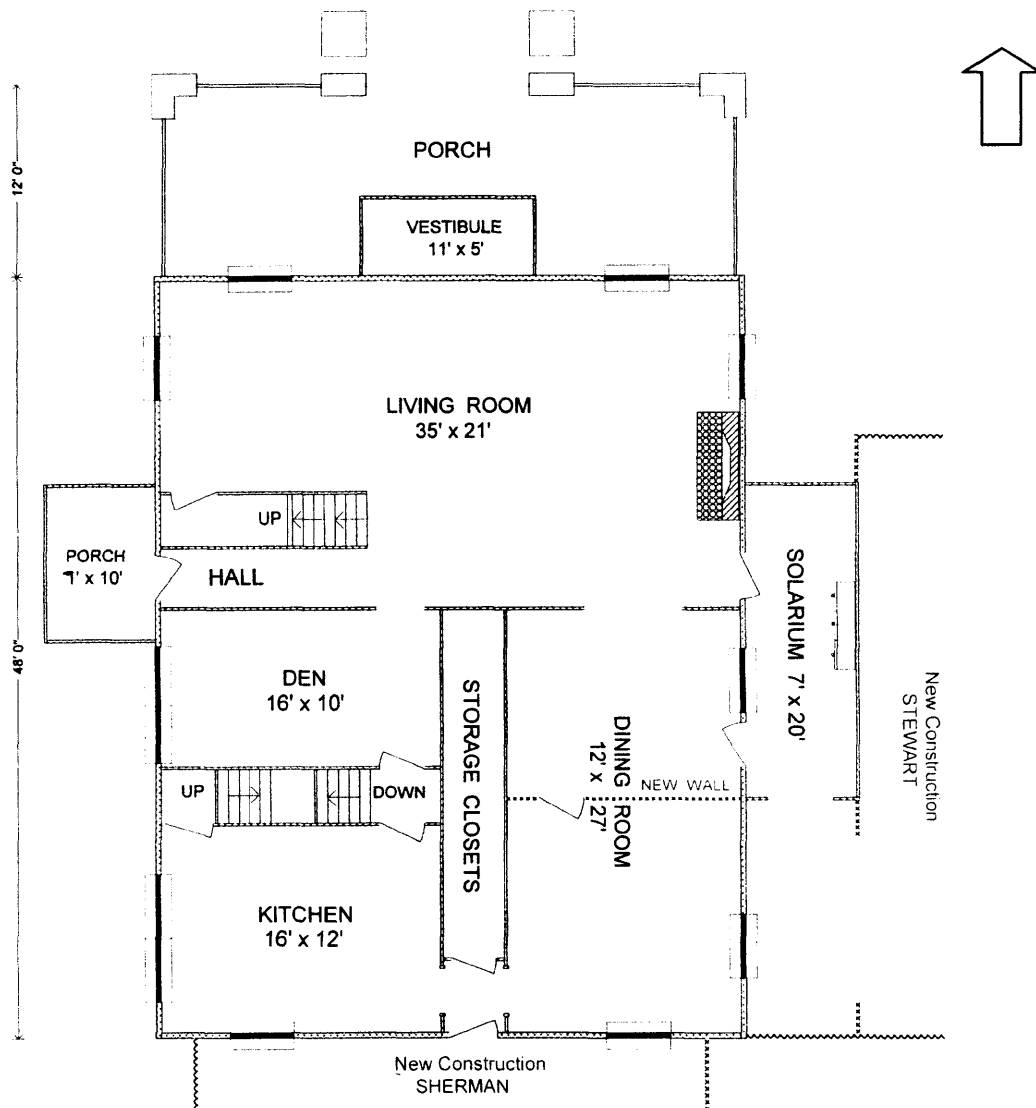 PORCH
12' 0"
VESTIBULE
11' x 5'
LIVING ROOM
35' x 21'
UP
PORCH
x 10'
HALL
SOLARIUM 7' x 20'
48' 0"
DEN
16' x 10'
STORAGE CLOSETS
DINING ROOM
12' x 27'
New Construction
STEWART
UP
DOWN
NEW WALL
KITCHEN
16' x 12'
New Construction
SHERMAN